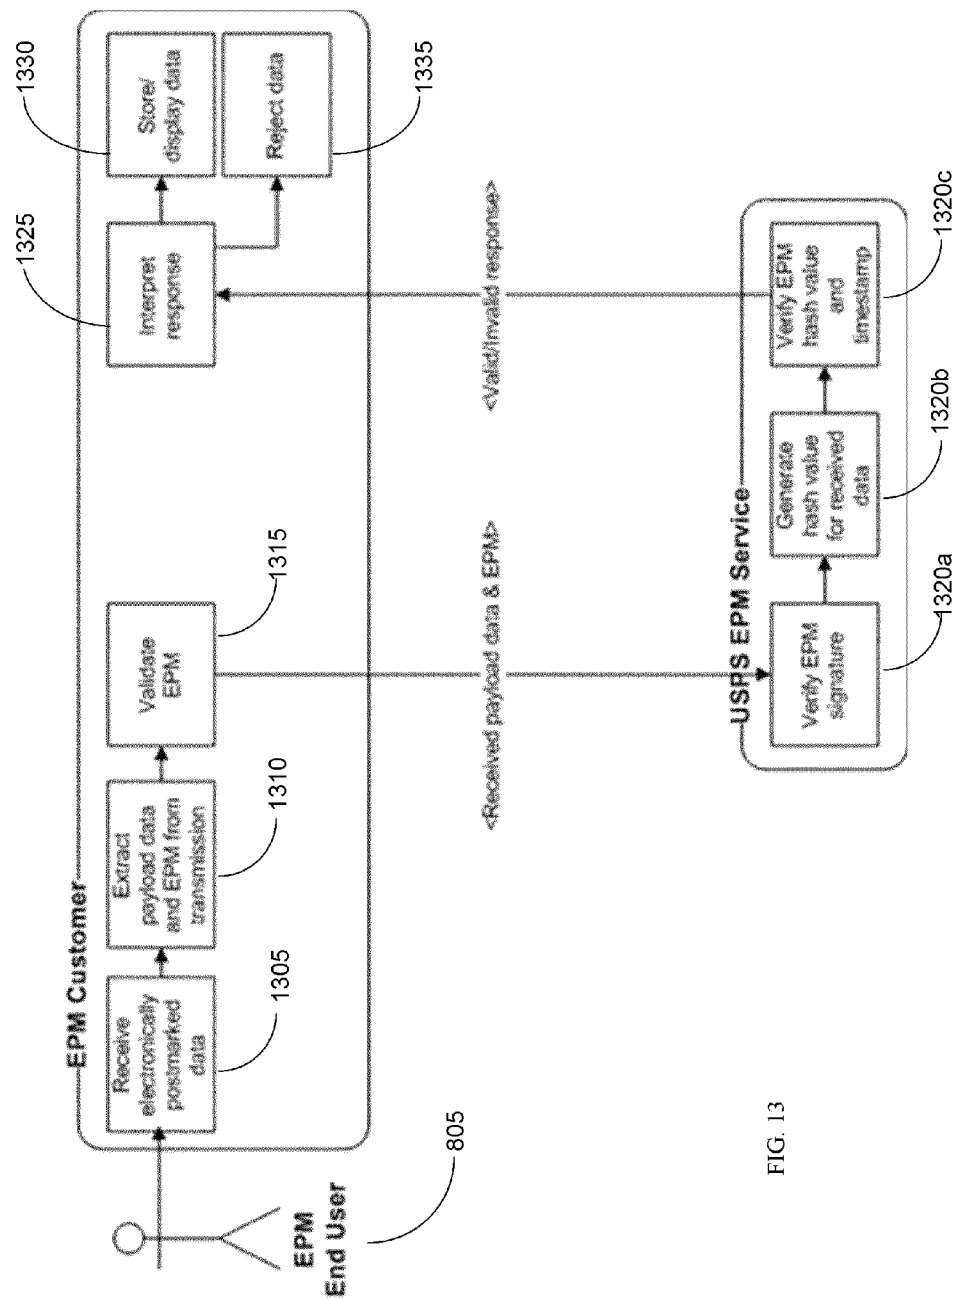 EPM Customer
Receive
electronically
postmarked
data
1305
Extract
payload data
and EPM from
transmission
1310
Validate
EPM
1315
Interpret
response
1325
Store/
display data
1330
Reject data
1335
EPM
End User
805
<Received payload data & EPM>
<Valid/Invalid response>
USPS EPM Service
Verify EPM
signature
1320a
Generate
hash value
for received
data
1320b
Verify EPM
hash value
and
timestamp
1320c
FIG. 13